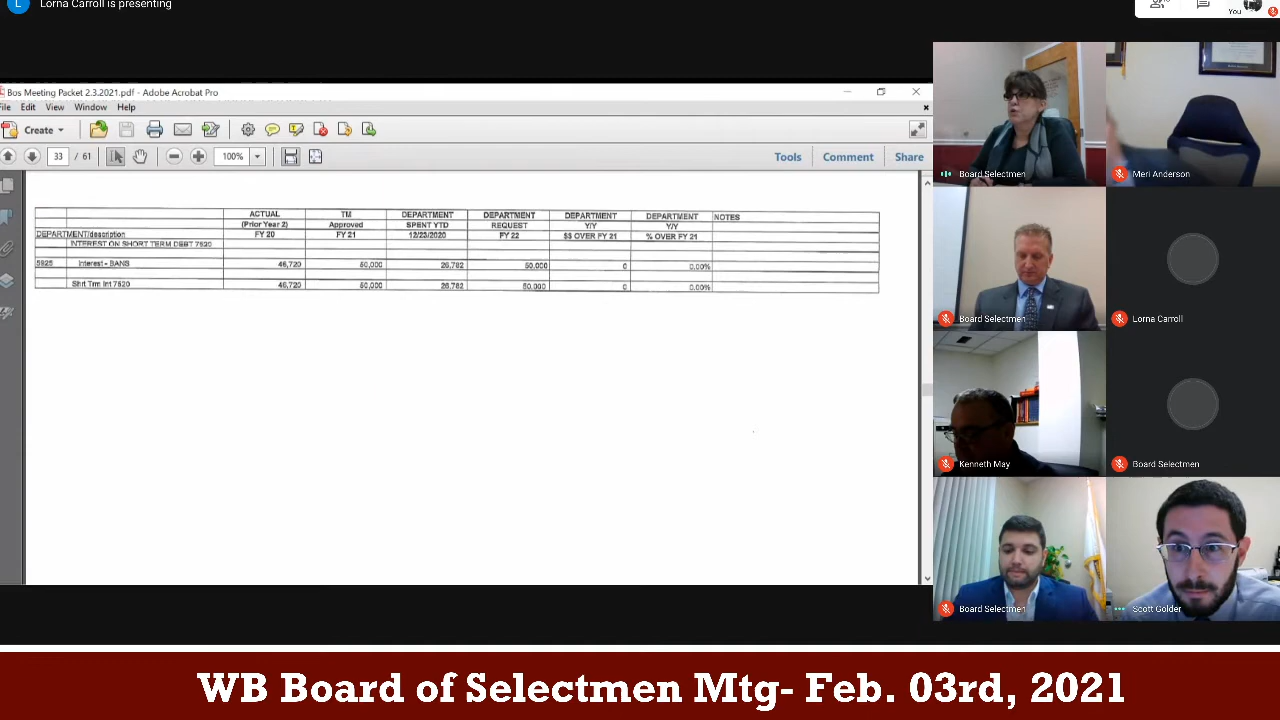 L Lorna Carroll is presenting
You
Bos Meeting Packet 2.3.2021.pdf - Adobe Acrobat Pro
File Edit View Window Help
Create
33 / 61 100% Tools Comment Share
ACTUAL TM DEPARTMENT DEPARTMENT DEPARTMENT DEPARTMENT NOTES
(Prior Year 2) Approved SPENT YTD REQUEST Y/Y Y/Y
DEPARTMENT/description FY 20 FY 21 12/23/2020 FY 22 $$ OVER FY 21 % OVER FY 21
INTEREST ON SHORT TERM DEBT 7520
5925 Interest - BANS 46,720 50,000 26,782 50,000 0 0.00%
Shrt Trm Int 7520 46,720 50,000 26,782 50,000 0 0.00%
Board Selectmen
Meri Anderson
Board Selectmen
Lorna Carroll
Kenneth May
Board Selectmen
Board Selectmen
Scott Golder
WB Board of Selectmen Mtg- Feb. 03rd, 2021